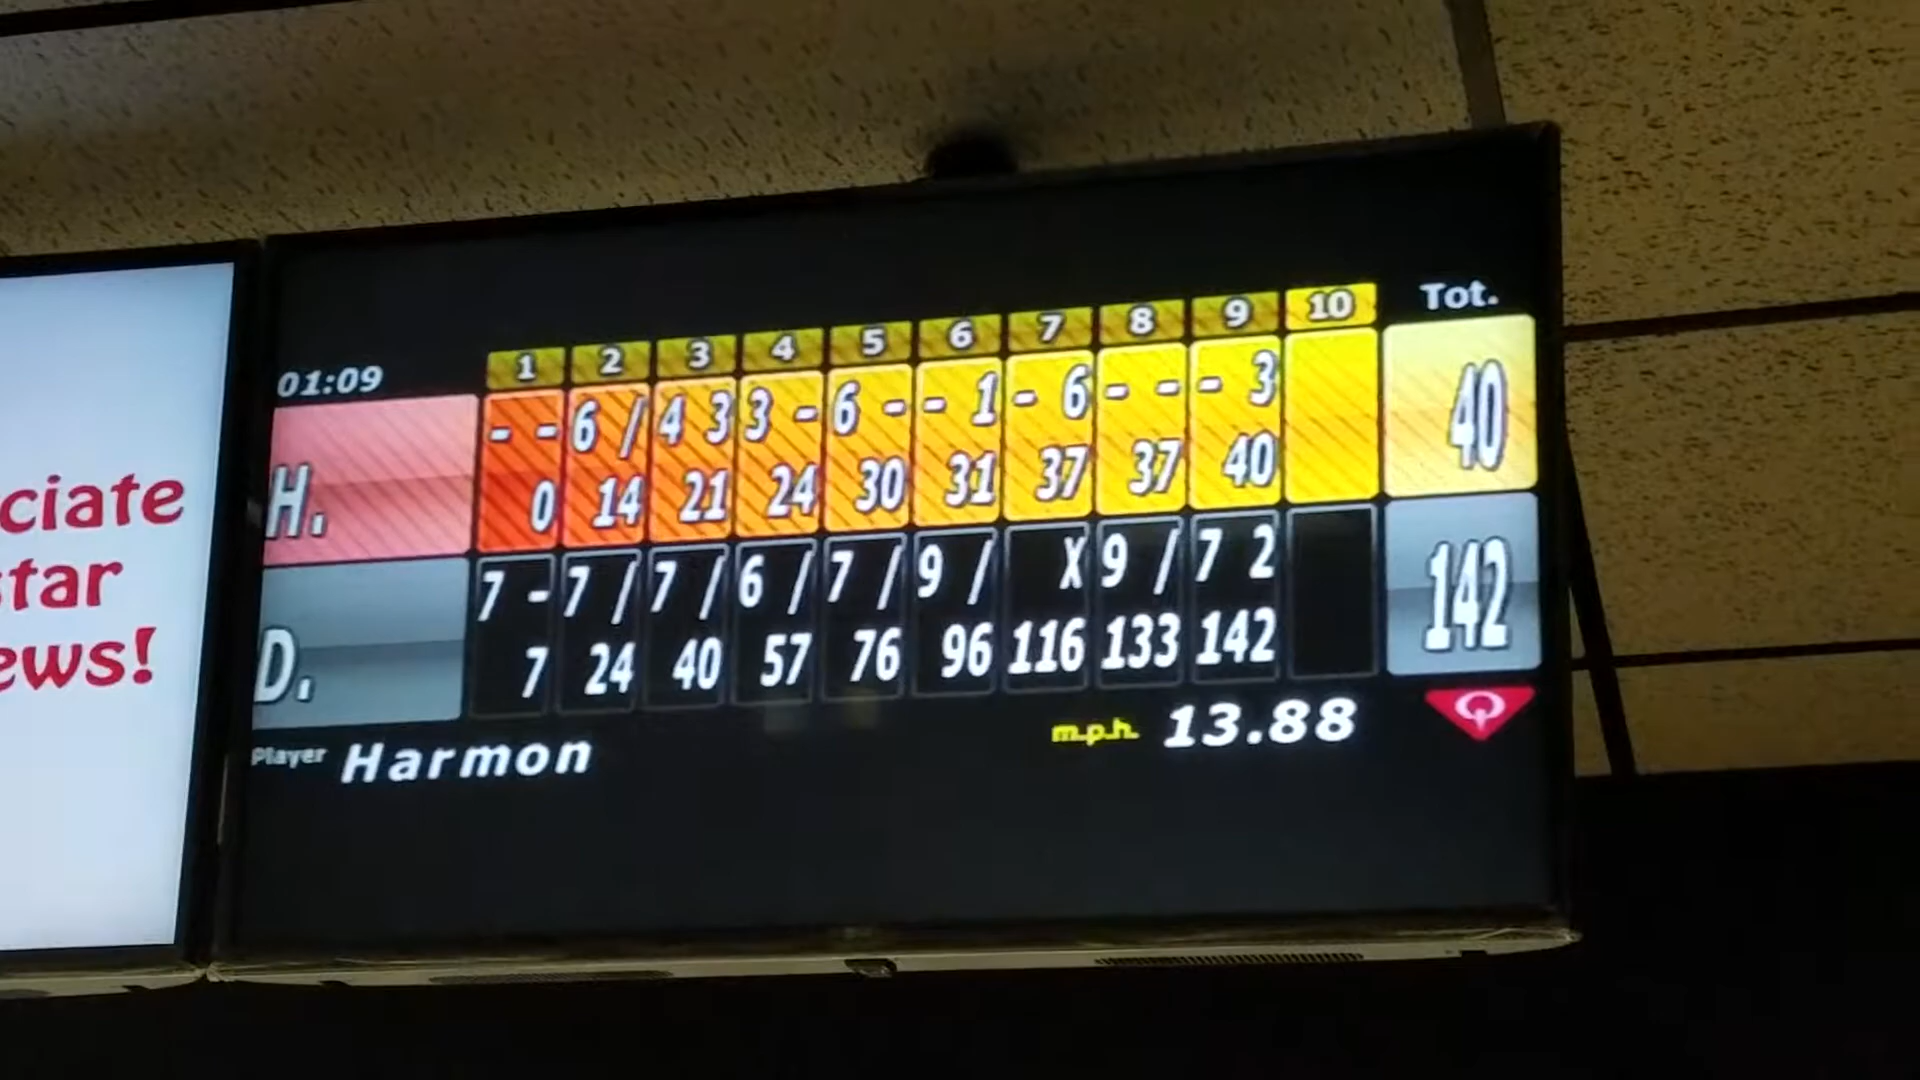 ciate
star
ews!
01:09
1 2 3 4 5 6 7 8 9 10 Tot.
H.
- - 6 / 4 3 3 - 6 - - 1 - 6 - - - 3
0 14 21 24 30 31 37 37 40
40
D.
7 - 7 / 7 / 6 / 7 / 9 / X 9 / 7 2
7 24 40 57 76 96 116 133 142
142
Player Harmon m.p.h. 13.88